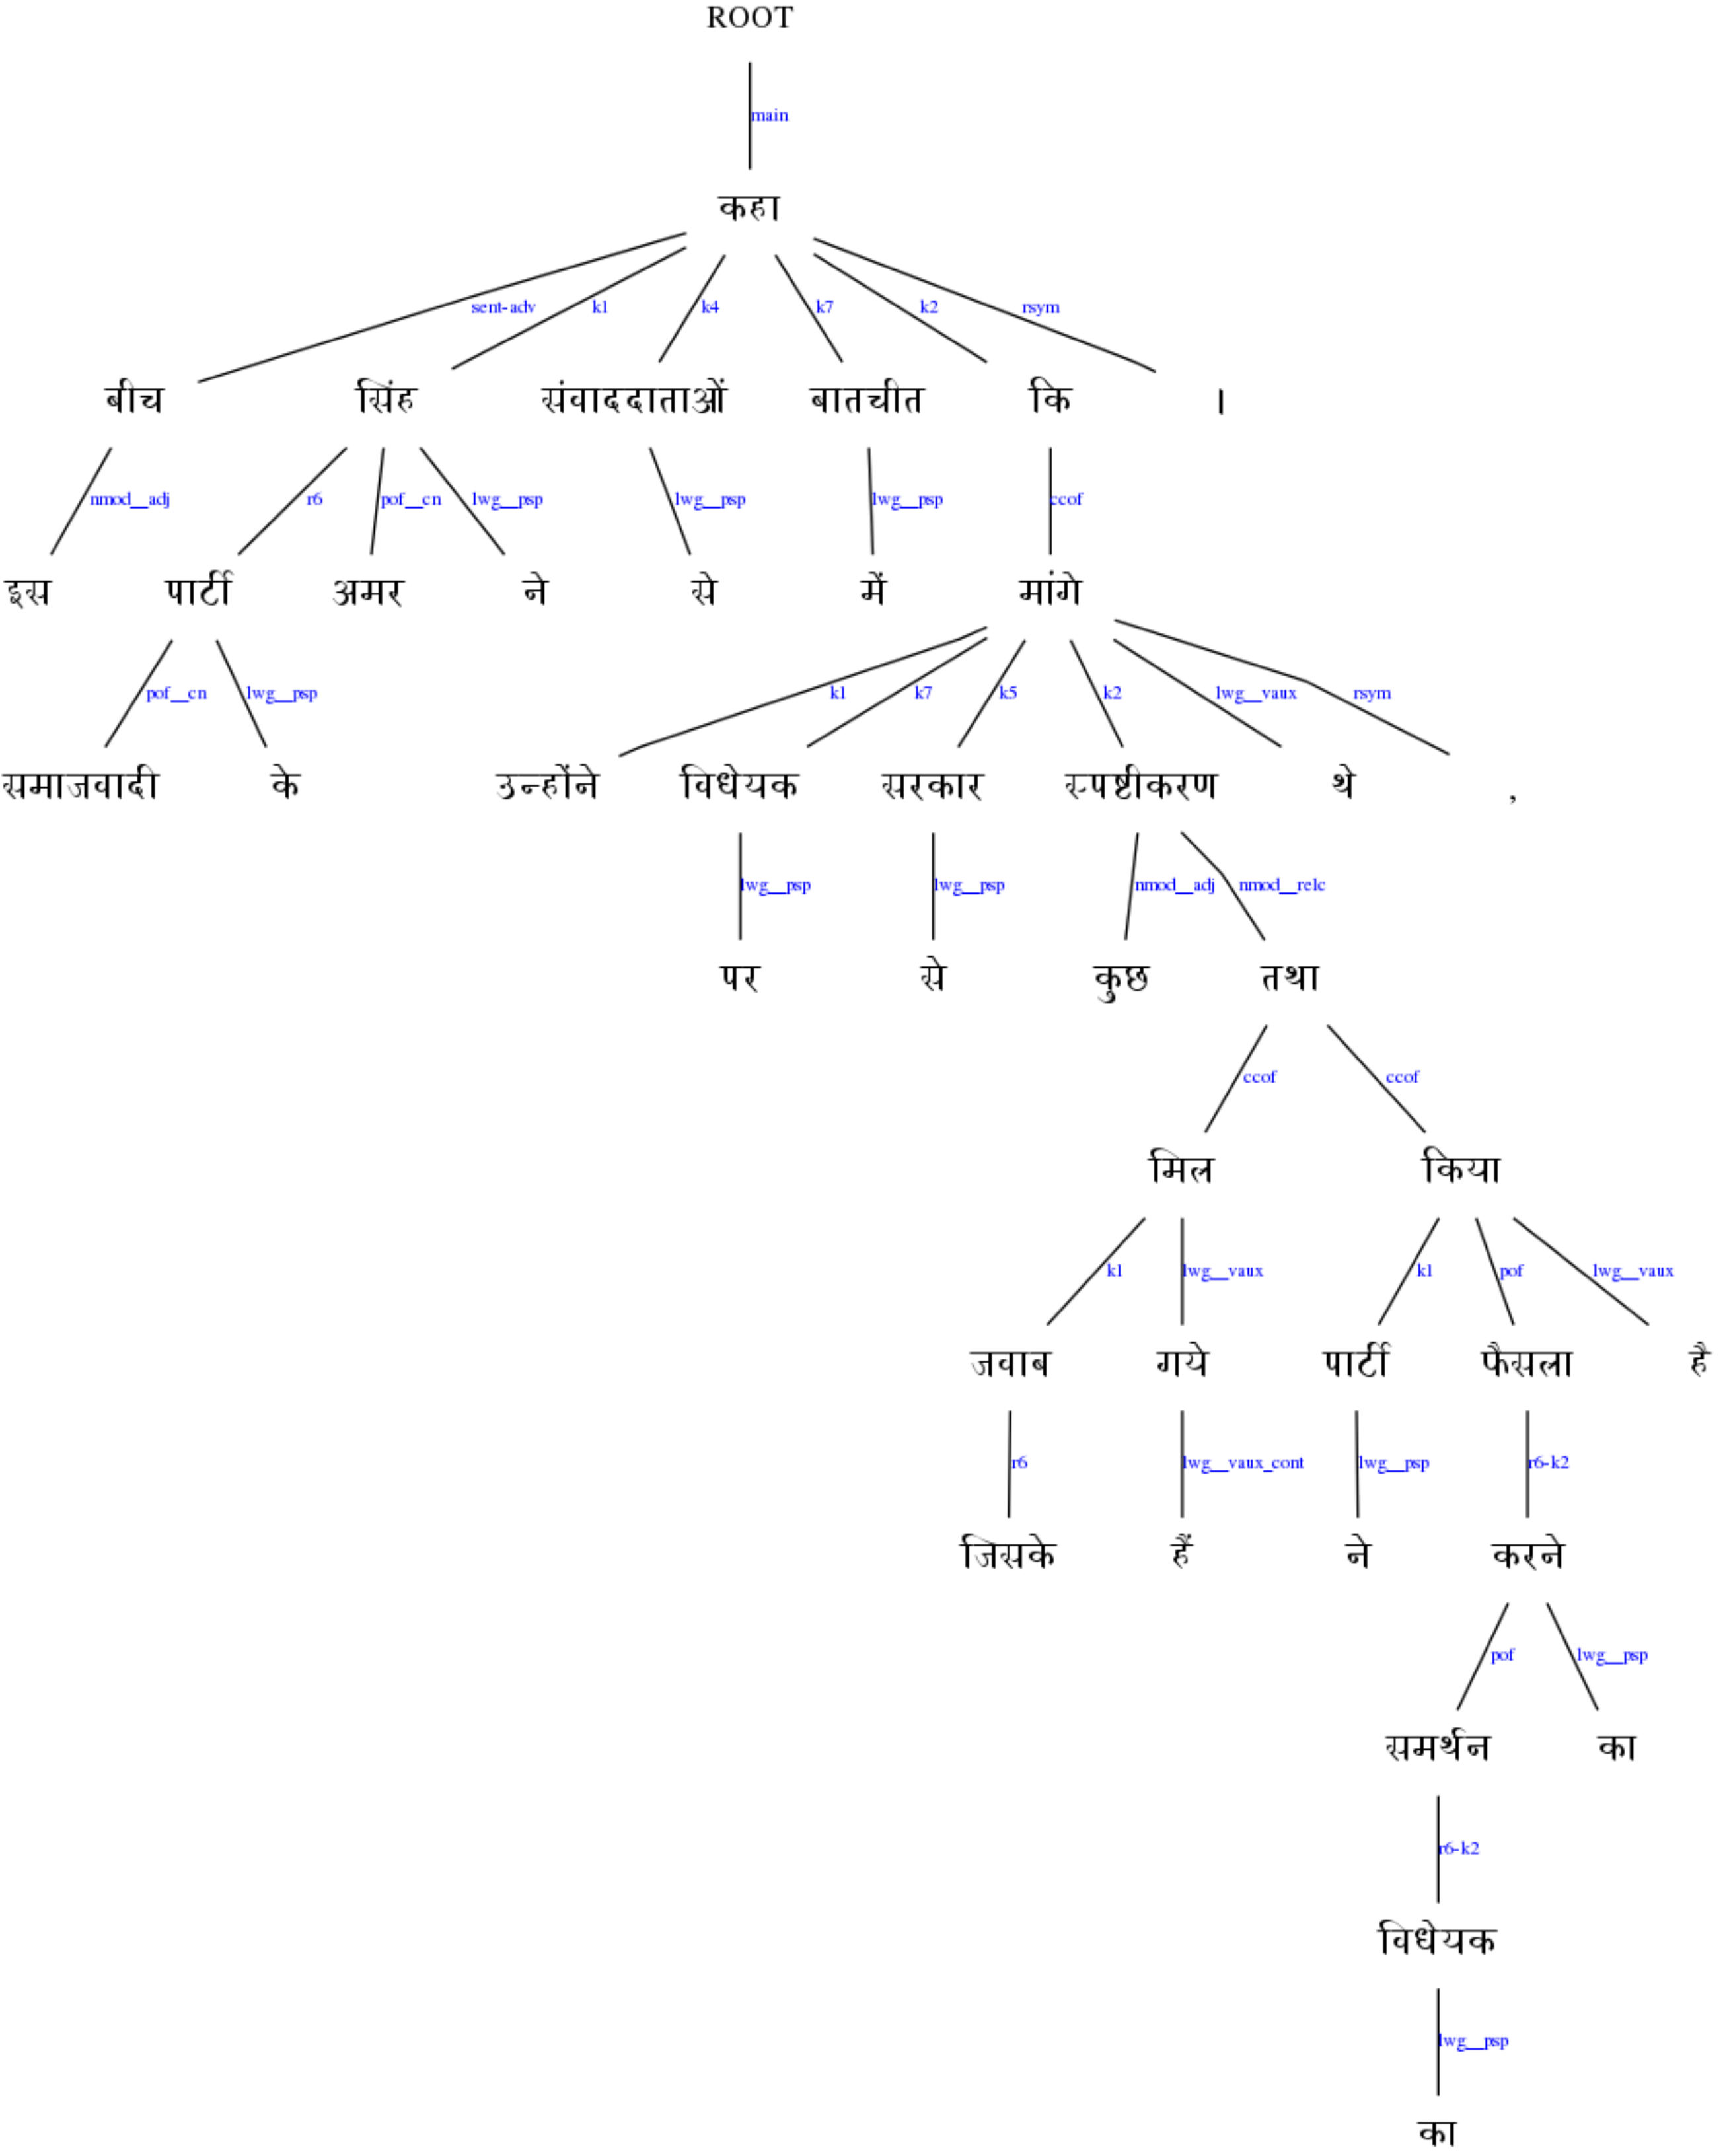 ROOT
main
कहा
sent-adv k1 k4 k7 k2 rsym
बीच सिंह संवाददाताओं बातचीत कि ।
nmod__adj r6 pof__cn lwg__psp lwg__psp lwg__psp ccof
इस पार्टी अमर ने से में मांगे
pof__cn lwg__psp k1 k7 k5 k2 lwg__vaux rsym
समाजवादी के उन्होंने विधेयक सरकार स्पष्टीकरण थे ,
lwg__psp lwg__psp nmod__adj nmod__relc
पर से कुछ तथा
ccof ccof
मिल किया
k1 lwg__vaux k1 pof lwg__vaux
जवाब गये पार्टी फैसला है
r6 lwg__vaux_cont lwg__psp r6-k2
जिसके हैं ने करने
pof lwg__psp
समर्थन का
r6-k2
विधेयक
lwg__psp
का